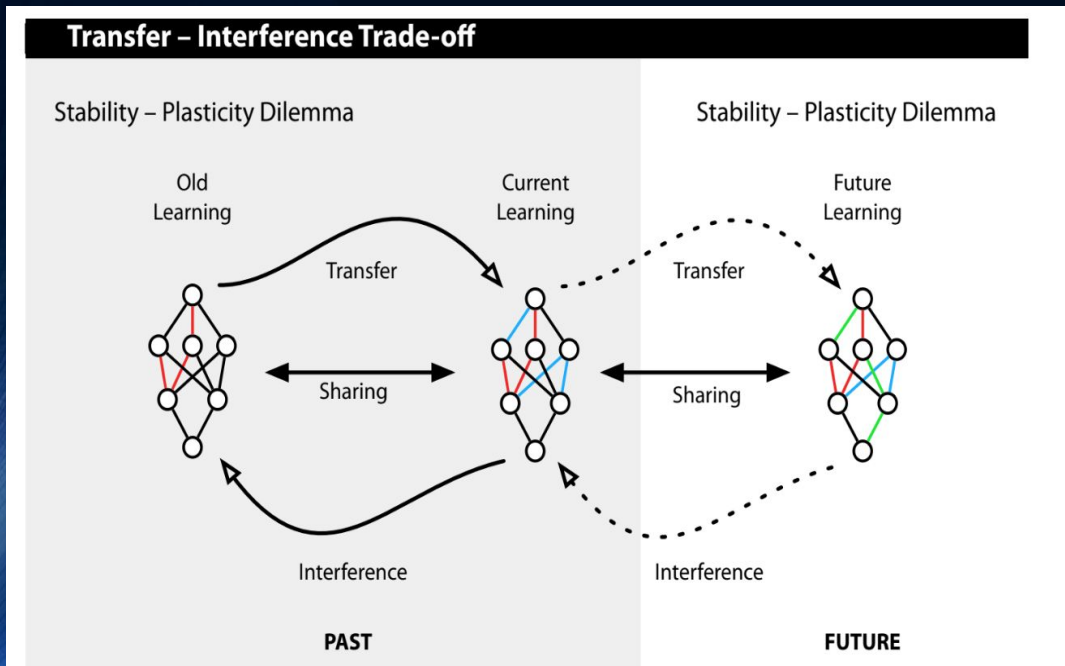 Transfer – Interference Trade-off
Stability – Plasticity Dilemma
Stability – Plasticity Dilemma
Old
Learning
Current
Learning
Future
Learning
Transfer
Transfer
Sharing
Sharing
Interference
Interference
PAST
FUTURE